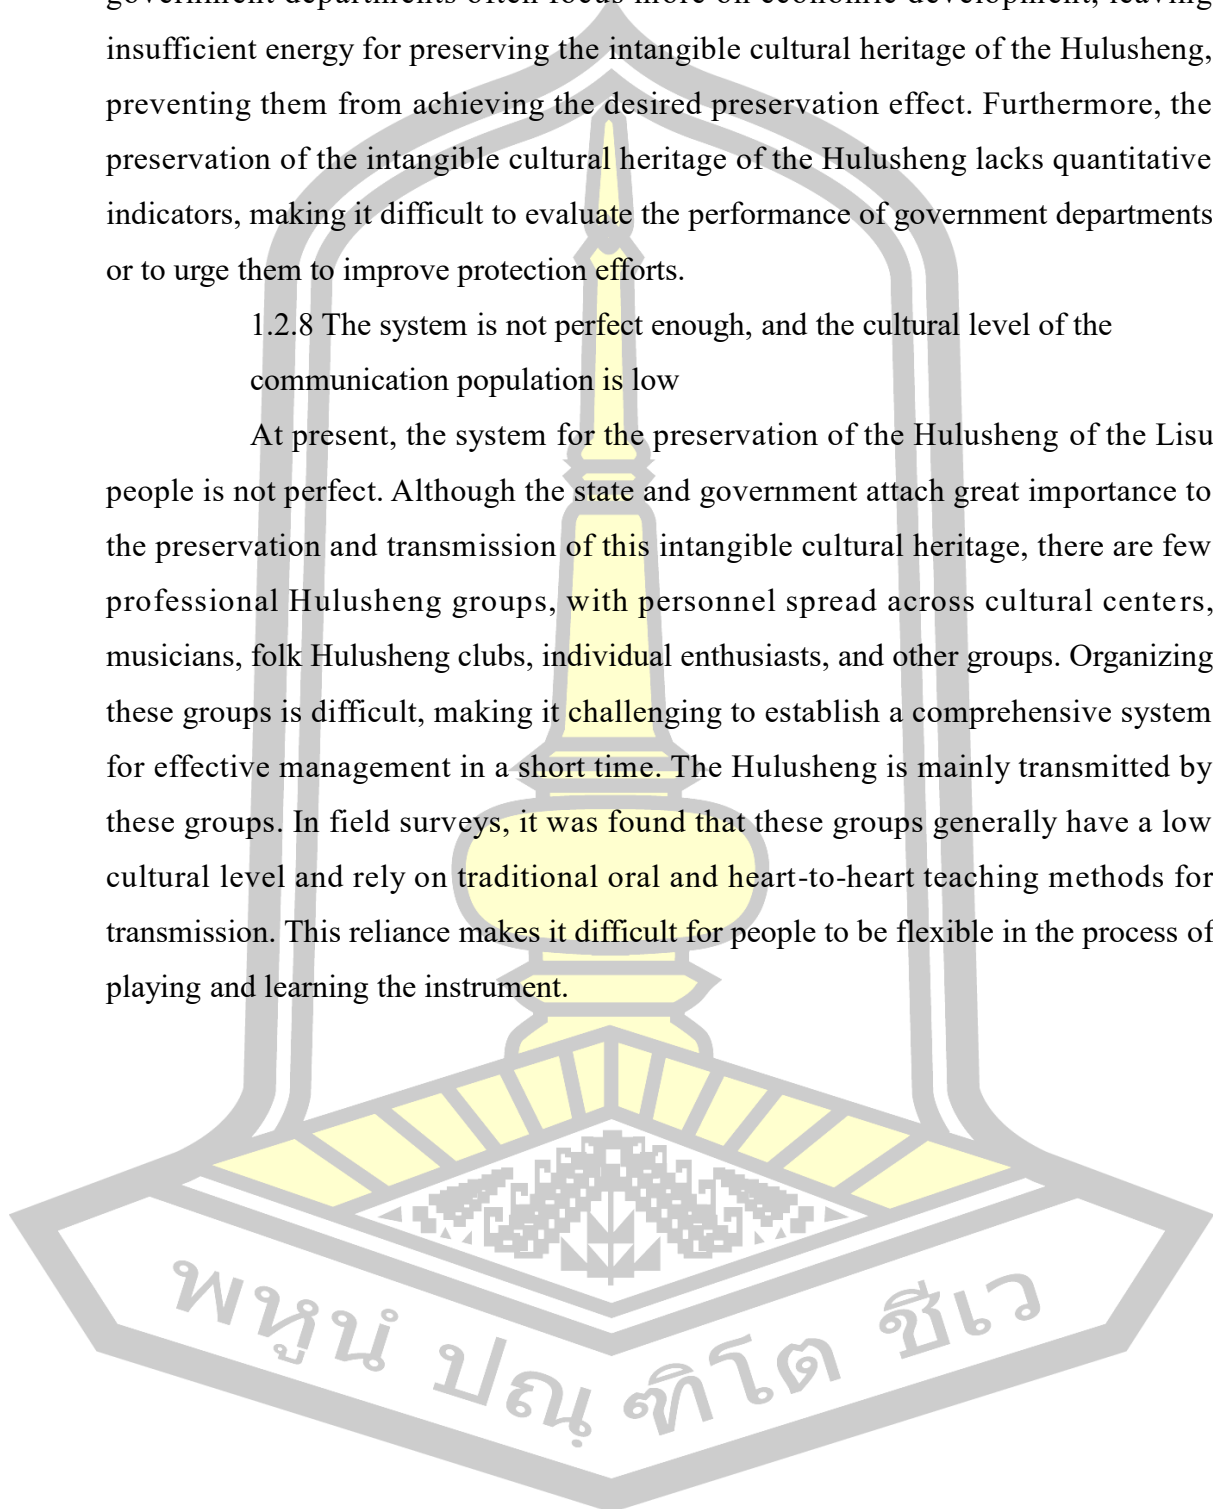 government departments often focus more on economic development, leaving
insufficient energy for preserving the intangible cultural heritage of the Hulusheng,
preventing them from achieving the desired preservation effect. Furthermore, the
preservation of the intangible cultural heritage of the Hulusheng lacks quantitative
indicators, making it difficult to evaluate the performance of government departments
or to urge them to improve protection efforts.
1.2.8 The system is not perfect enough, and the cultural level of the
communication population is low
At present, the system for the preservation of the Hulusheng of the Lisu
people is not perfect. Although the state and government attach great importance to
the preservation and transmission of this intangible cultural heritage, there are few
professional Hulusheng groups, with personnel spread across cultural centers,
musicians, folk Hulusheng clubs, individual enthusiasts, and other groups. Organizing
these groups is difficult, making it challenging to establish a comprehensive system
for effective management in a short time. The Hulusheng is mainly transmitted by
these groups. In field surveys, it was found that these groups generally have a low
cultural level and rely on traditional oral and heart-to-heart teaching methods for
transmission. This reliance makes it difficult for people to be flexible in the process of
playing and learning the instrument.
พหูนํ ปณฺฑิโต ชีเว